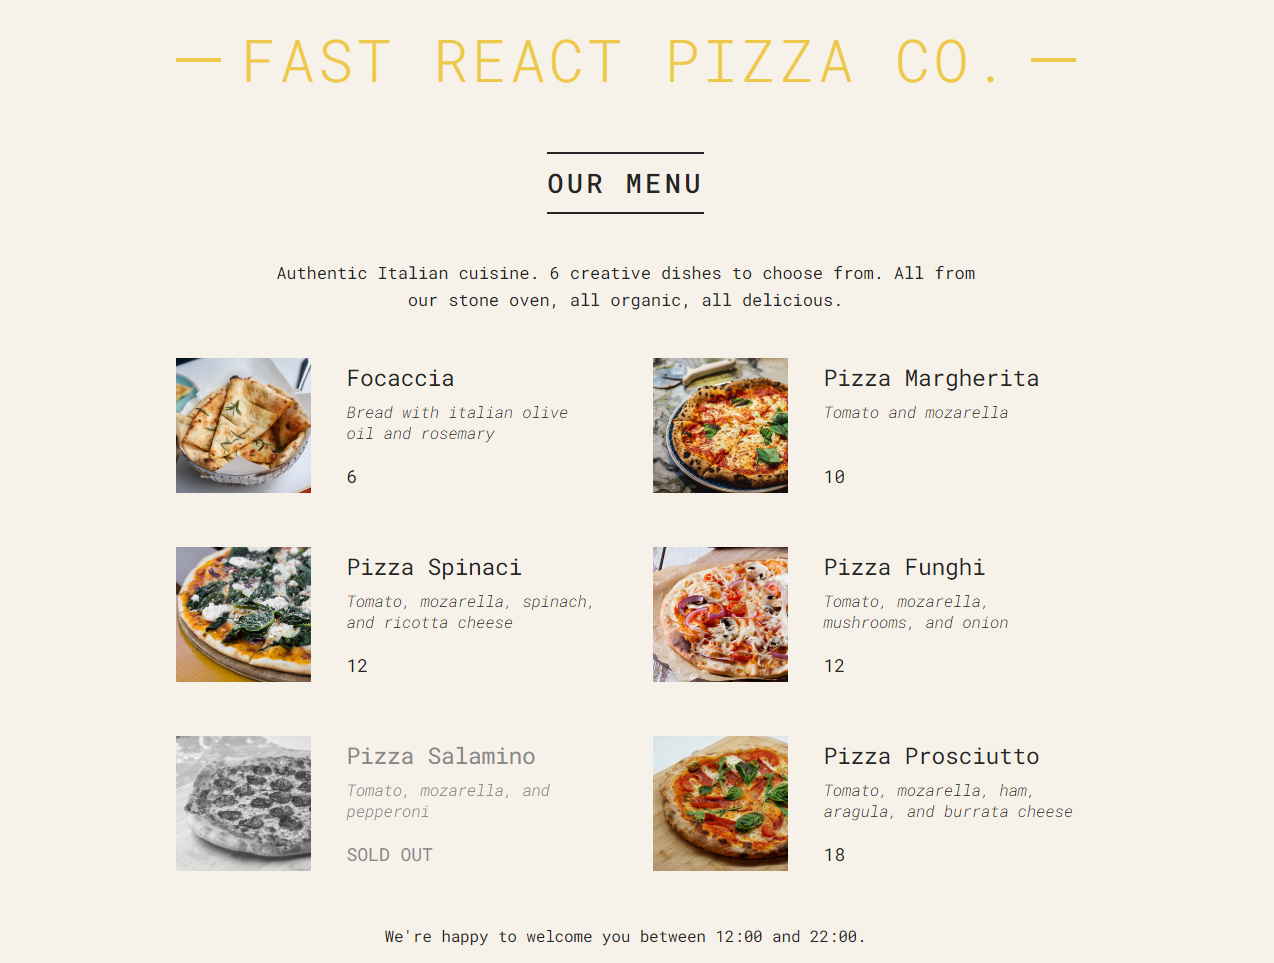 FAST REACT PIZZA CO.
OUR MENU
Authentic Italian cuisine. 6 creative dishes to choose from. All from
our stone oven, all organic, all delicious.
Focaccia
Bread with italian olive
oil and rosemary
6
Pizza Margherita
Tomato and mozarella
10
Pizza Spinaci
Tomato, mozarella, spinach,
and ricotta cheese
12
Pizza Funghi
Tomato, mozarella,
mushrooms, and onion
12
Pizza Salamino
Tomato, mozarella, and
pepperoni
SOLD OUT
Pizza Prosciutto
Tomato, mozarella, ham,
aragula, and burrata cheese
18
We're happy to welcome you between 12:00 and 22:00.